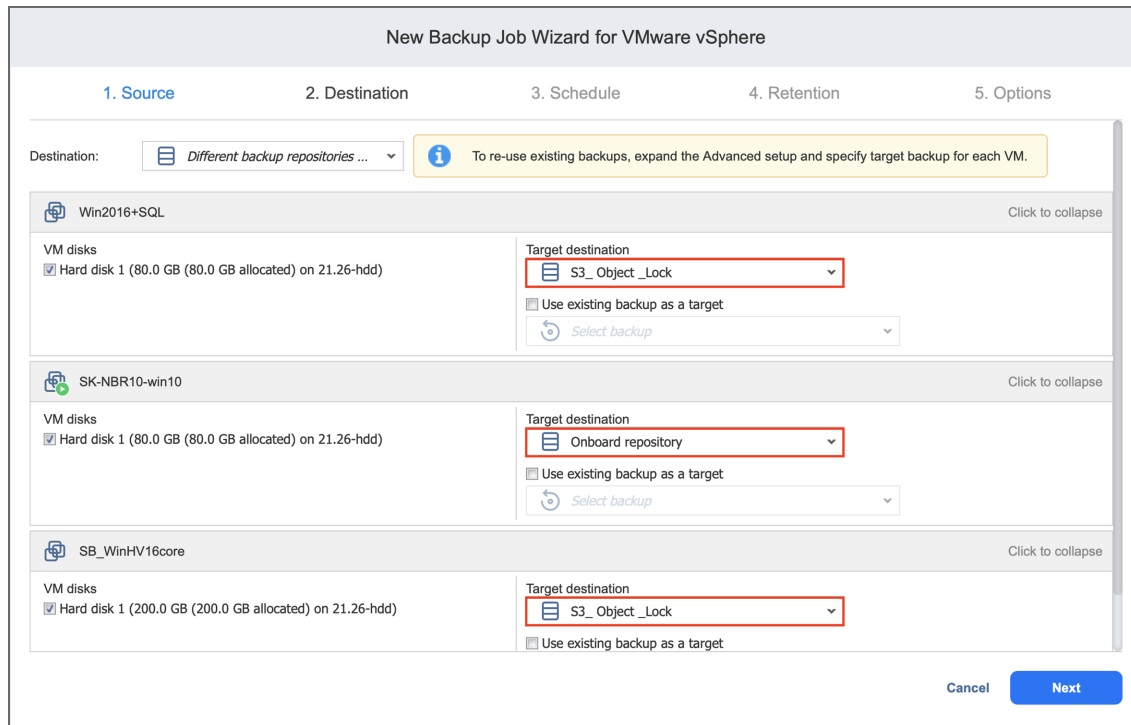 New Backup Job Wizard for VMware vSphere
1. Source
2. Destination
3. Schedule
4. Retention
5. Options
Destination:
Different backup repositories ...
To re-use existing backups, expand the Advanced setup and specify target backup for each VM.
Win2016+SQL
Click to collapse
VM disks
Hard disk 1 (80.0 GB (80.0 GB allocated) on 21.26-hdd)
Target destination
S3_ Object _Lock
Use existing backup as a target
Select backup
SK-NBR10-win10
Click to collapse
VM disks
Hard disk 1 (80.0 GB (80.0 GB allocated) on 21.26-hdd)
Target destination
Onboard repository
Use existing backup as a target
Select backup
SB_WinHV16core
Click to collapse
VM disks
Hard disk 1 (200.0 GB (200.0 GB allocated) on 21.26-hdd)
Target destination
S3_ Object _Lock
Use existing backup as a target
Cancel
Next